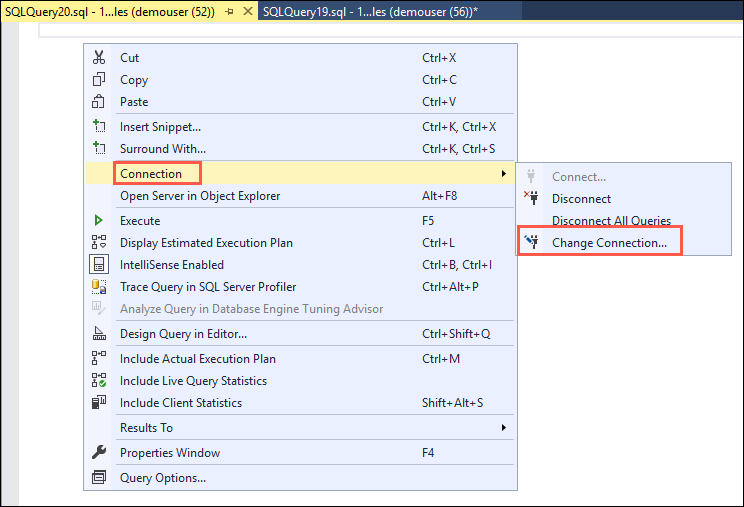 SQLQuery20.sql - 1...les (demouser (52))
SQLQuery19.sql - 1...les (demouser (56))*
Cut Ctrl+X
Copy Ctrl+C
Paste Ctrl+V
Insert Snippet... Ctrl+K, Ctrl+X
Surround With... Ctrl+K, Ctrl+S
Connection
Connect...
Open Server in Object Explorer Alt+F8
Disconnect
Execute F5
Disconnect All Queries
Display Estimated Execution Plan Ctrl+L
Change Connection...
IntelliSense Enabled Ctrl+B, Ctrl+I
Trace Query in SQL Server Profiler Ctrl+Alt+P
Analyze Query in Database Engine Tuning Advisor
Design Query in Editor... Ctrl+Shift+Q
Include Actual Execution Plan Ctrl+M
Include Live Query Statistics
Include Client Statistics Shift+Alt+S
Results To
Properties Window F4
Query Options...